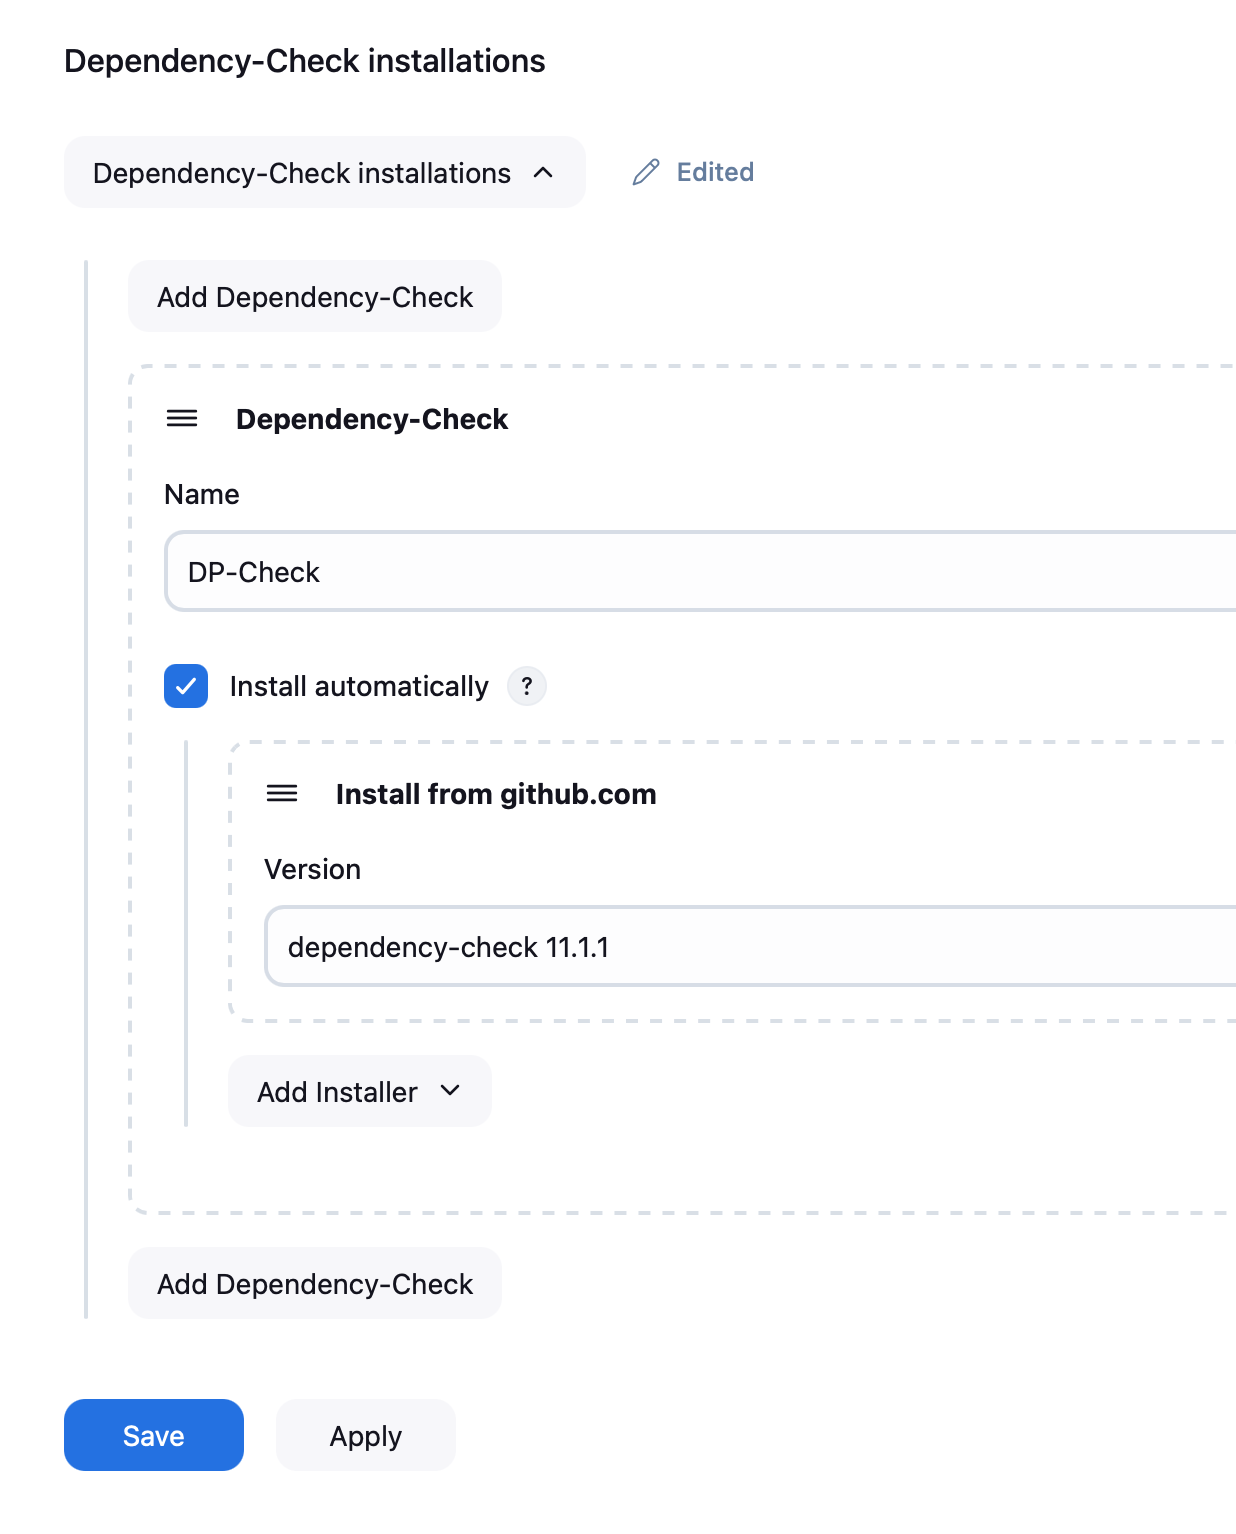 Dependency-Check installations
Dependency-Check installations
Edited
Add Dependency-Check
Dependency-Check
Name
DP-Check
Install automatically ?
Install from github.com
Version
dependency-check 11.1.1
Add Installer
Add Dependency-Check
Save
Apply